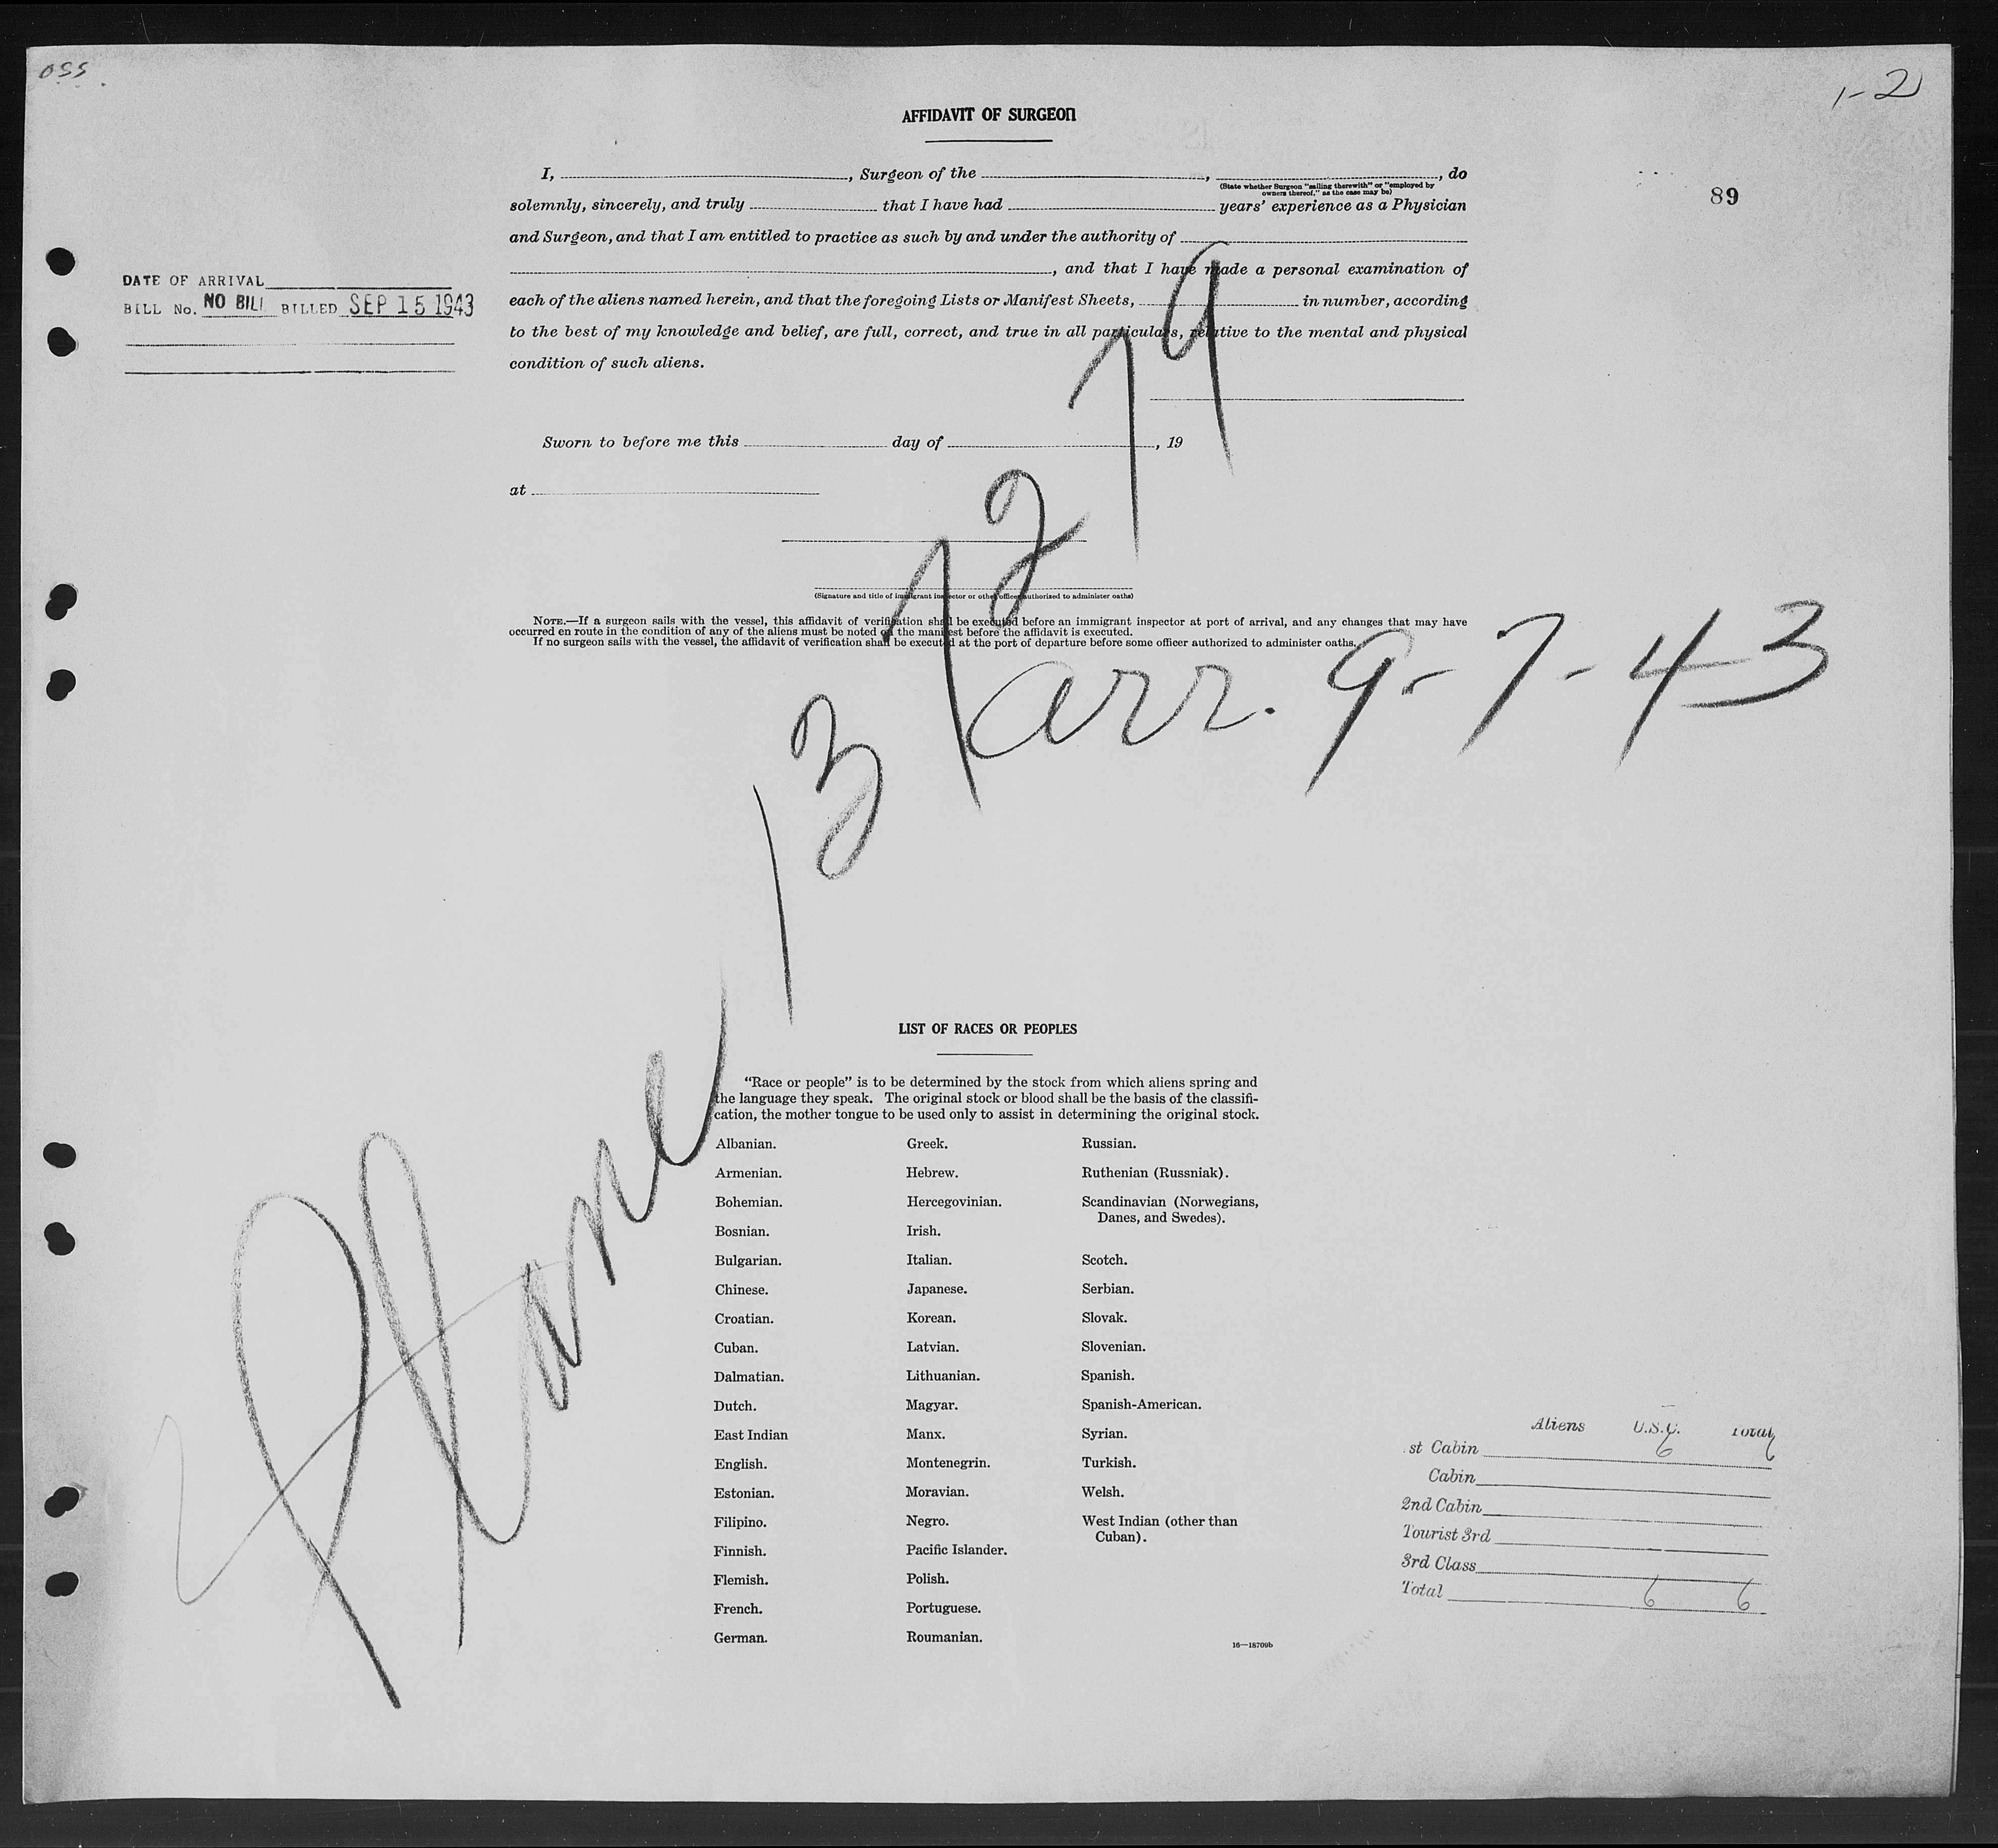 OSS
1-2
AFFIDAVIT OF SURGEON
89
I, , Surgeon of the , , do
(State whether Surgeon "sailing therewith" or "employed by
owners thereof," as the case may be)
solemnly, sincerely, and truly that I have had years' experience as a Physician
and Surgeon, and that I am entitled to practice as such by and under the authority of
, and that I have made a personal examination of
each of the aliens named herein, and that the foregoing Lists or Manifest Sheets, in number, according
to the best of my knowledge and belief, are full, correct, and true in all particulars, relative to the mental and physical
condition of such aliens.
DATE OF ARRIVAL
BILL No. NO BILL BILLED SEP 15 1943
Sworn to before me this day of , 19
at
(Signature and title of immigrant inspector or other officer authorized to administer oaths)
NOTE.—If a surgeon sails with the vessel, this affidavit of verification shall be executed before an immigrant inspector at port of arrival, and any changes that may have
occurred en route in the condition of any of the aliens must be noted on the manifest before the affidavit is executed.
If no surgeon sails with the vessel, the affidavit of verification shall be executed at the port of departure before some officer authorized to administer oaths.
Plane 137279
arr. 9-7-43
LIST OF RACES OR PEOPLES
"Race or people" is to be determined by the stock from which aliens spring and
the language they speak. The original stock or blood shall be the basis of the classifi-
cation, the mother tongue to be used only to assist in determining the original stock.
Albanian.
Armenian.
Bohemian.
Bosnian.
Bulgarian.
Chinese.
Croatian.
Cuban.
Dalmatian.
Dutch.
East Indian
English.
Estonian.
Filipino.
Finnish.
Flemish.
French.
German.
Greek.
Hebrew.
Hercegovinian.
Irish.
Italian.
Japanese.
Korean.
Latvian.
Lithuanian.
Magyar.
Manx.
Montenegrin.
Moravian.
Negro.
Pacific Islander.
Polish.
Portuguese.
Roumanian.
Russian.
Ruthenian (Russniak).
Scandinavian (Norwegians,
Danes, and Swedes).
Scotch.
Serbian.
Slovak.
Slovenian.
Spanish.
Spanish-American.
Syrian.
Turkish.
Welsh.
West Indian (other than
Cuban).
16—18709b
Aliens U.S.C. Total
st Cabin 6 6
Cabin
2nd Cabin
Tourist 3rd
3rd Class
Total 6 6